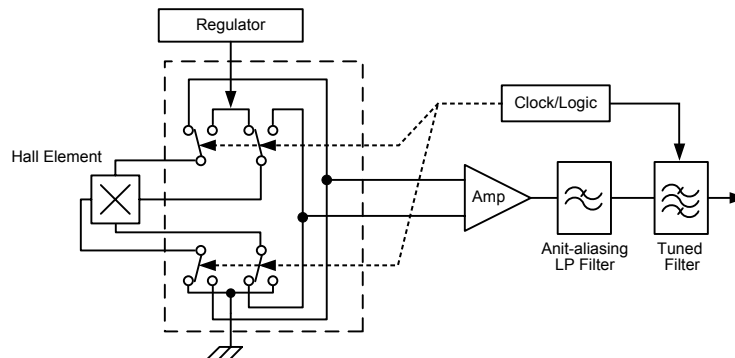 Regulator
Clock/Logic
Hall Element
Amp
Anit-aliasing
LP Filter
Tuned
Filter